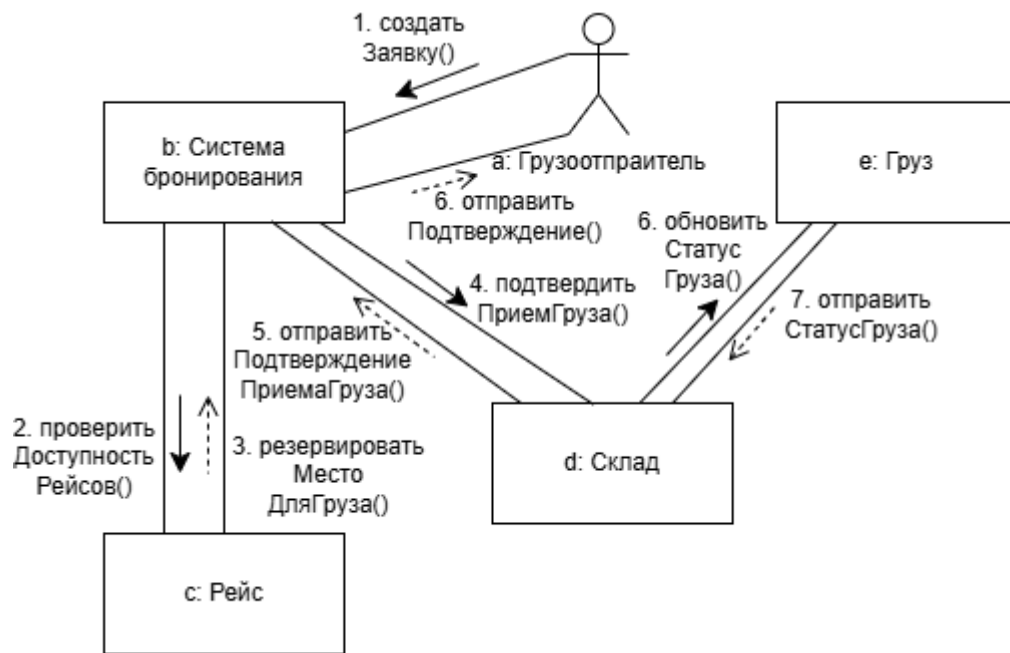 1. создать
Заявку()
b: Система
бронирования
a: Грузоотпраитель
e: Груз
6. отправить
Подтверждение()
6. обновить
Статус
Груза()
4. подтвердить
ПриемГруза()
7. отправить
СтатусГруза()
5. отправить
Подтверждение
ПриемаГруза()
2. проверить
Доступность
Рейсов()
3. резервировать
Место
ДляГруза()
d: Склад
c: Рейс